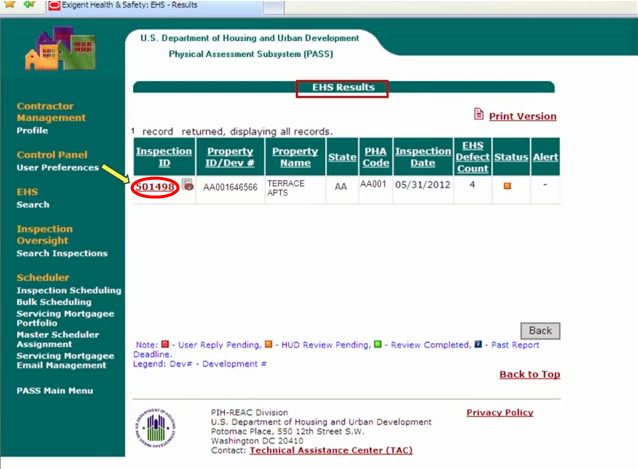 Exigent Health & Safety: EHS - Results
U.S. Department of Housing and Urban Development
Physical Assessment Subsystem (PASS)
EHS Results
Contractor
Management
Profile
Control Panel
User Preferences
EHS
Search
Inspection
Oversight
Search Inspections
Scheduler
Inspection Scheduling
Bulk Scheduling
Servicing Mortgagee
Portfolio
Master Scheduler
Assignment
Servicing Mortgagee
Email Management
PASS Main Menu
Print Version
1 record returned, displaying all records.
Inspection ID Property ID/Dev # Property Name State PHA Code Inspection Date EHS Defect Count Status Alert
501498 AA001646566 TERRACE APTS AA AA001 05/31/2012 4 -
Back
Note: - User Reply Pending, - HUD Review Pending, - Review Completed, - Past Report
Deadline.
Legend: Dev# - Development #
Back to Top
PIH-REAC Division
U.S. Department of Housing and Urban Development
Potomac Place, 550 12th Street S.W.
Washington DC 20410
Contact: Technical Assistance Center (TAC)
Privacy Policy